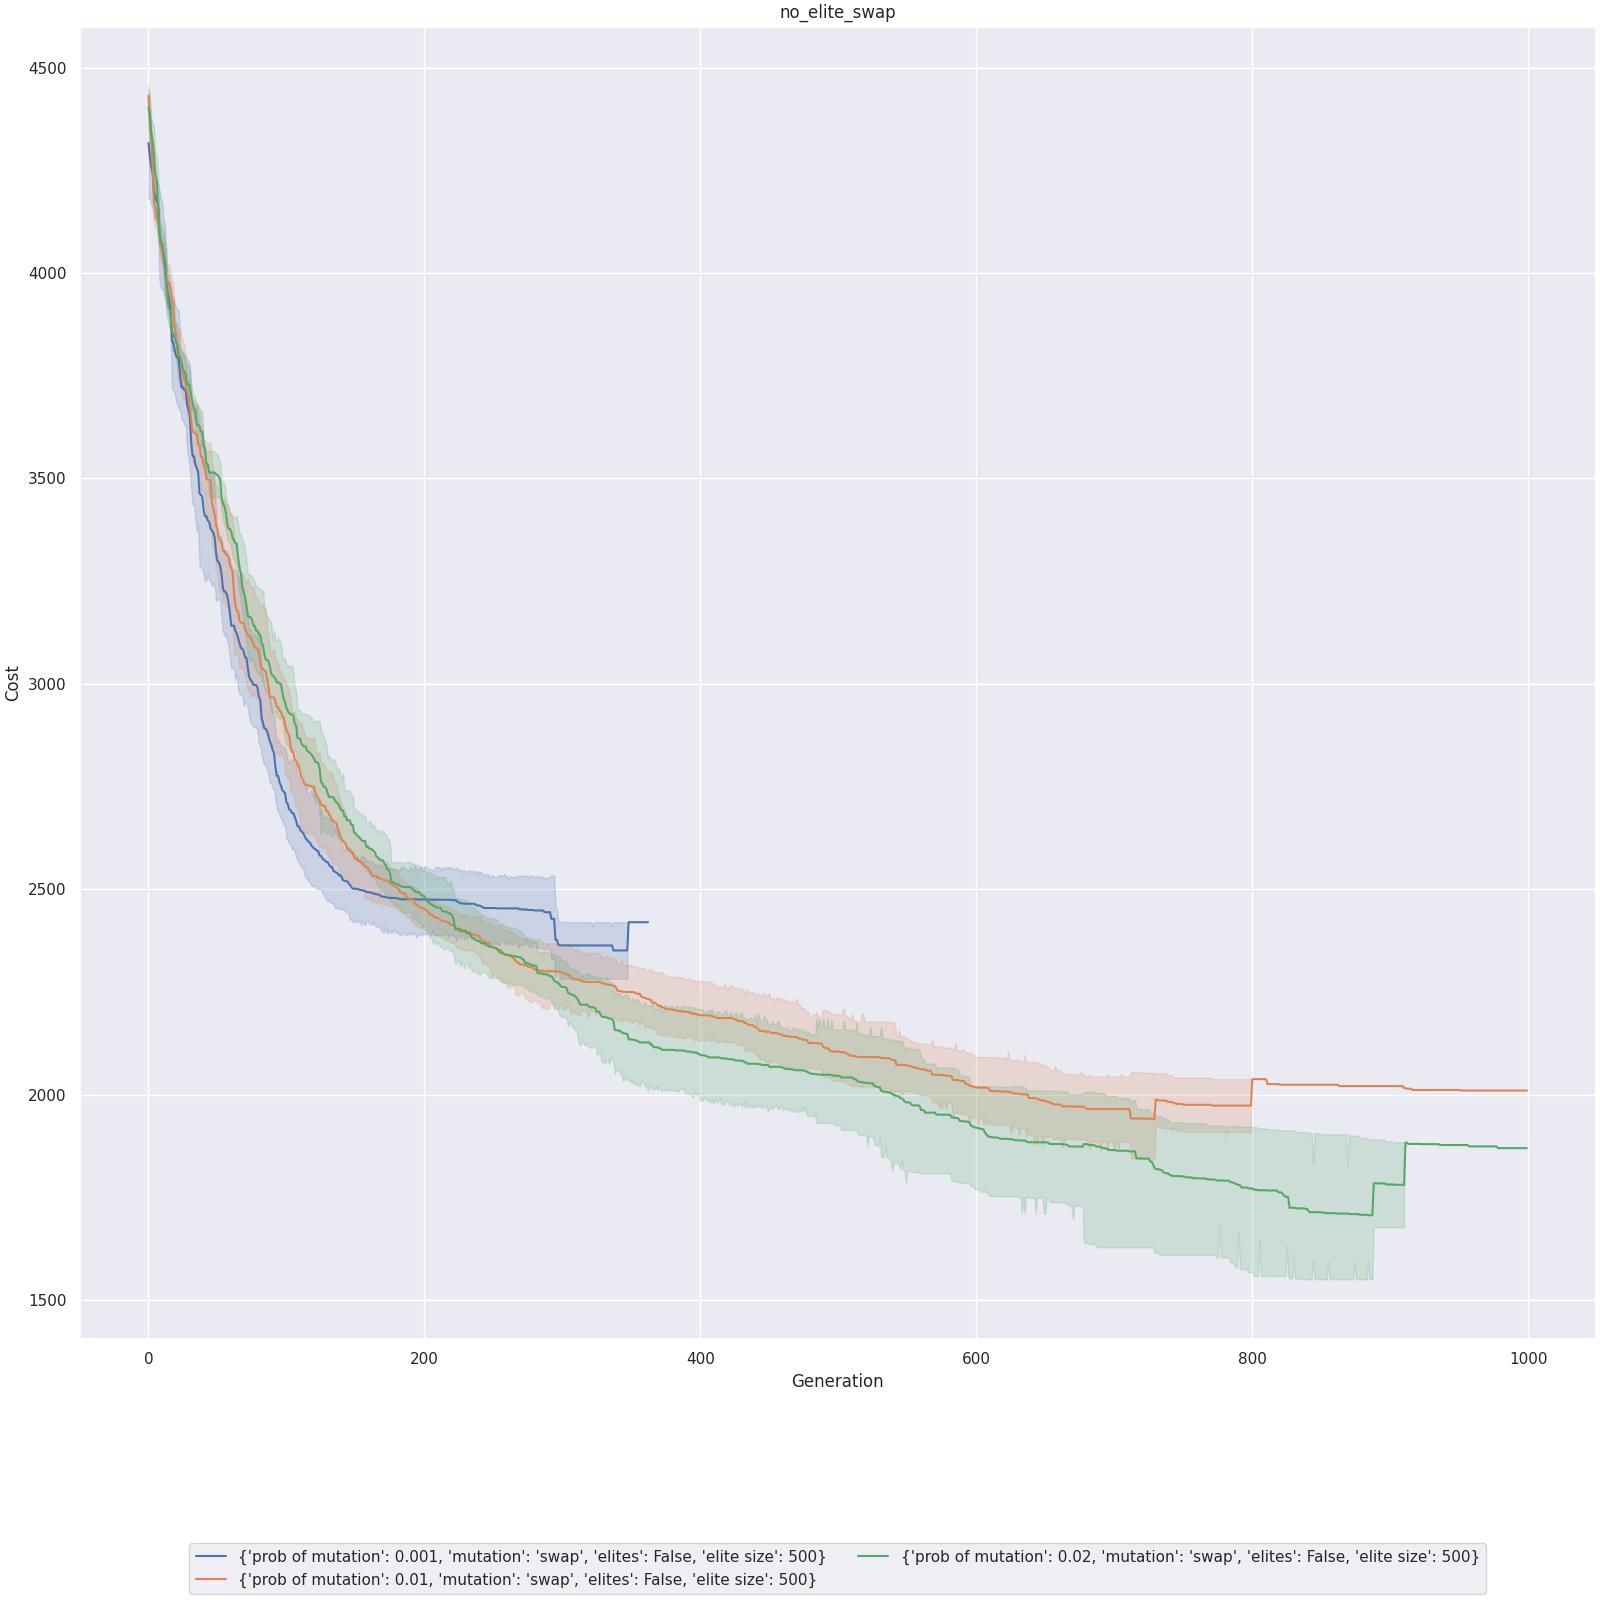 no_elite_swap
4500
4000
3500
3000
2500
2000
1500
Cost
0 200 400 600 800 1000
Generation
{'prob of mutation': 0.001, 'mutation': 'swap', 'elites': False, 'elite size': 500}
{'prob of mutation': 0.01, 'mutation': 'swap', 'elites': False, 'elite size': 500}
{'prob of mutation': 0.02, 'mutation': 'swap', 'elites': False, 'elite size': 500}